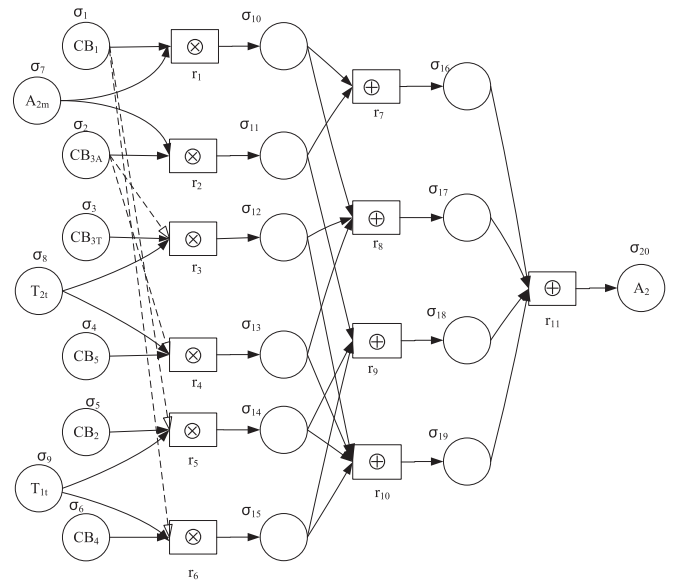 σ1
CB1
σ7
A2m
σ2
CB3A
σ3
CB3T
σ8
T2t
σ4
CB5
σ5
CB2
σ9
T1t
σ6
CB4
⊗
r1
⊗
r2
⊗
r3
⊗
r4
⊗
r5
⊗
r6
σ10
σ11
σ12
σ13
σ14
σ15
⊕
r7
⊕
r8
⊕
r9
⊕
r10
σ16
σ17
σ18
σ19
⊕
r11
σ20
A2